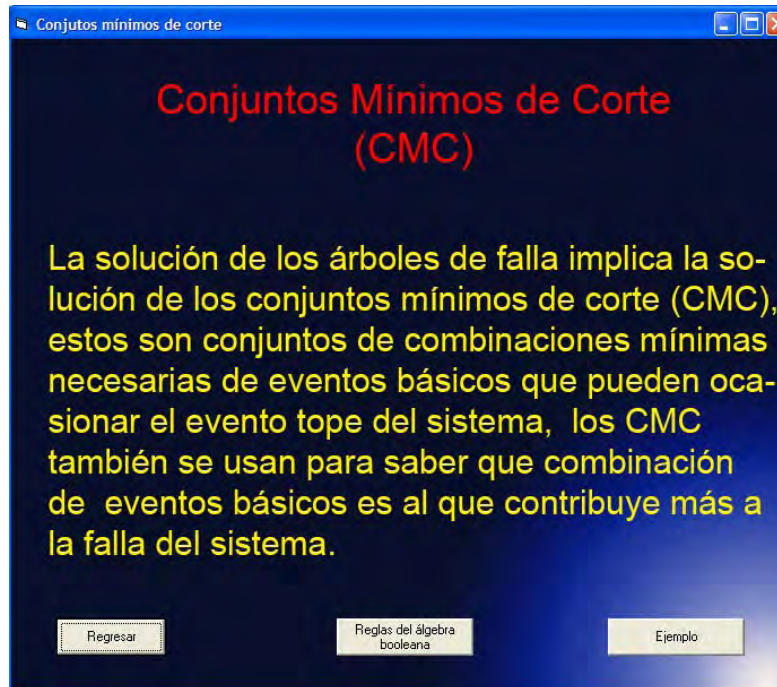 Conjutos mínimos de corte
Conjuntos Mínimos de Corte
(CMC)
La solución de los árboles de falla implica la so-
lución de los conjuntos mínimos de corte (CMC),
estos son conjuntos de combinaciones mínimas
necesarias de eventos básicos que pueden oca-
sionar el evento tope del sistema,  los CMC
también se usan para saber que combinación
de  eventos básicos es al que contribuye más a
la falla del sistema.
Regresar
Reglas del álgebra
booleana
Ejemplo